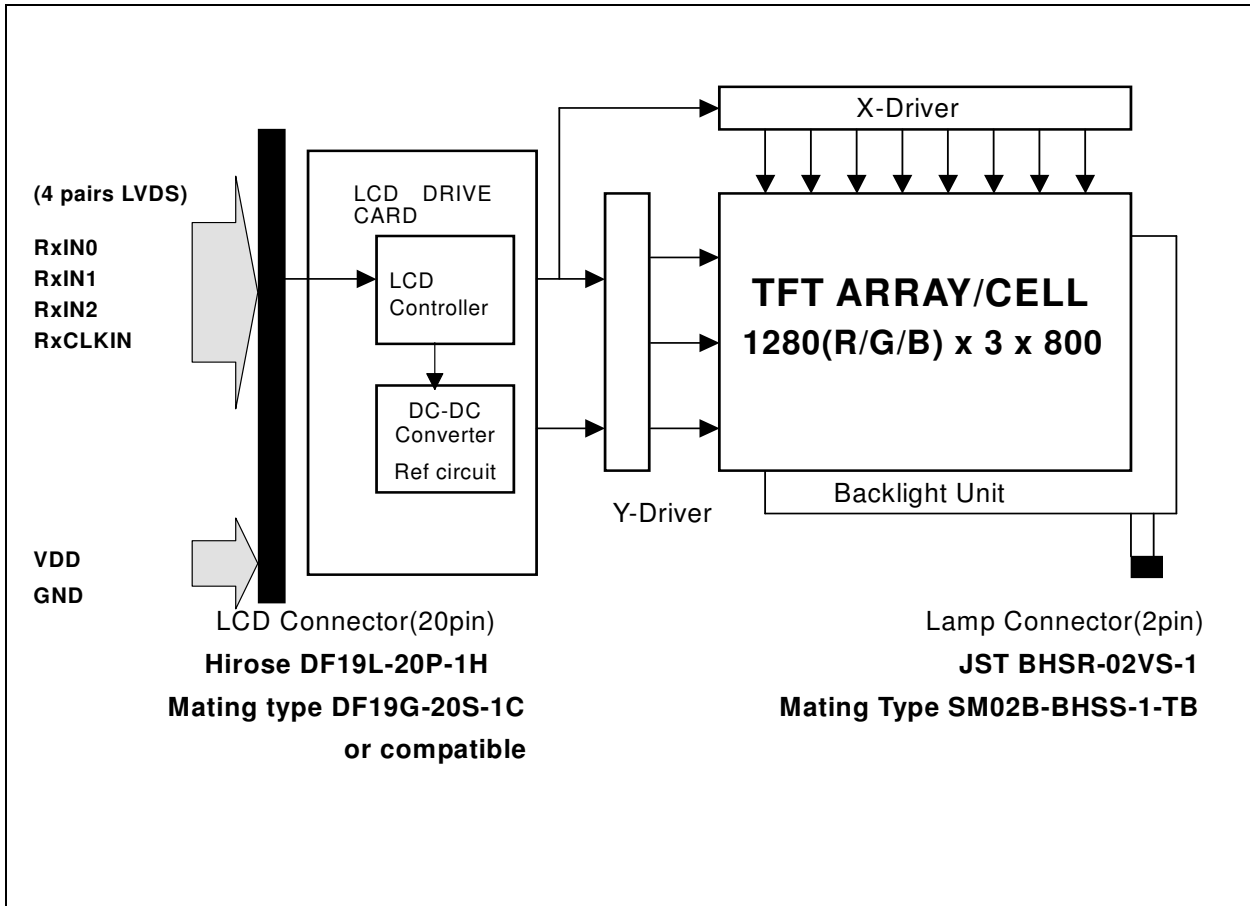 X-Driver
(4 pairs LVDS)
RxIN0
RxIN1
RxIN2
RxCLKIN
LCD DRIVE
CARD
LCD
Controller
DC-DC
Converter
Ref circuit
TFT ARRAY/CELL
1280(R/G/B) x 3 x 800
Backlight Unit
Y-Driver
VDD
GND
LCD Connector(20pin)
Hirose DF19L-20P-1H
Mating type DF19G-20S-1C
or compatible
Lamp Connector(2pin)
JST BHSR-02VS-1
Mating Type SM02B-BHSS-1-TB